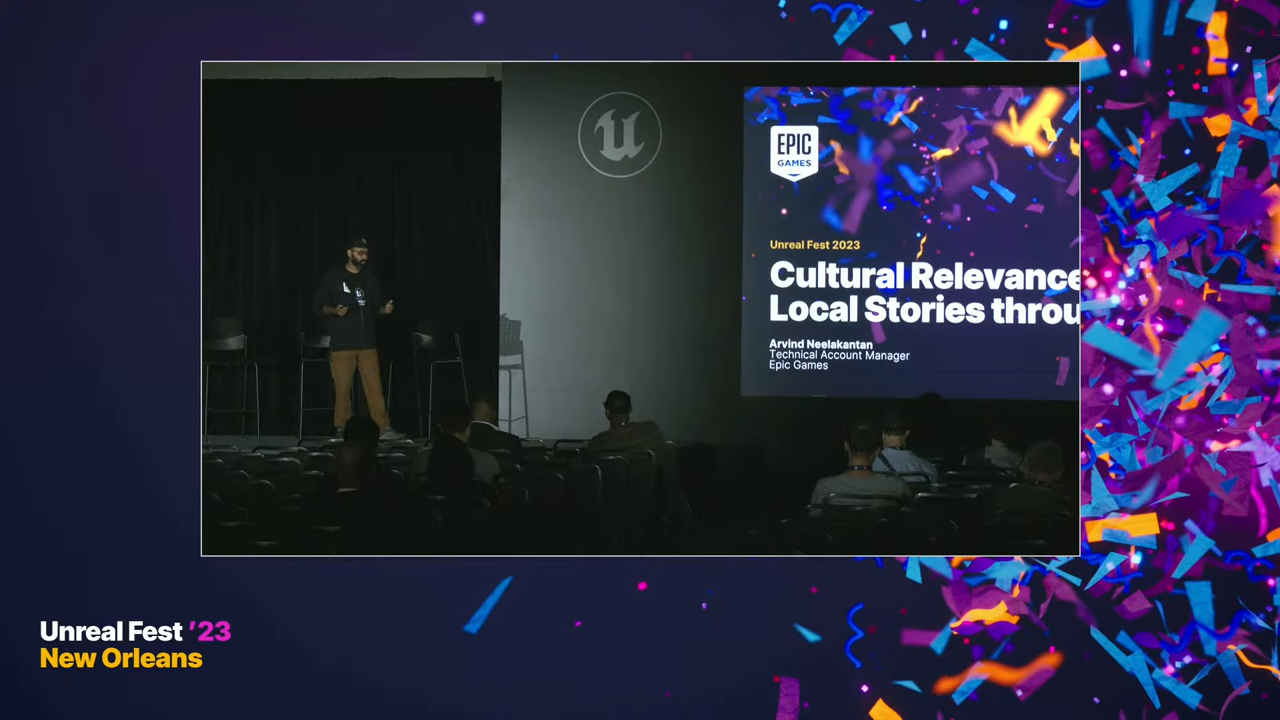 EPIC
GAMES
Unreal Fest 2023
Cultural Relevance
Local Stories throu
Arvind Neelakantan
Technical Account Manager
Epic Games
Unreal Fest '23
New Orleans